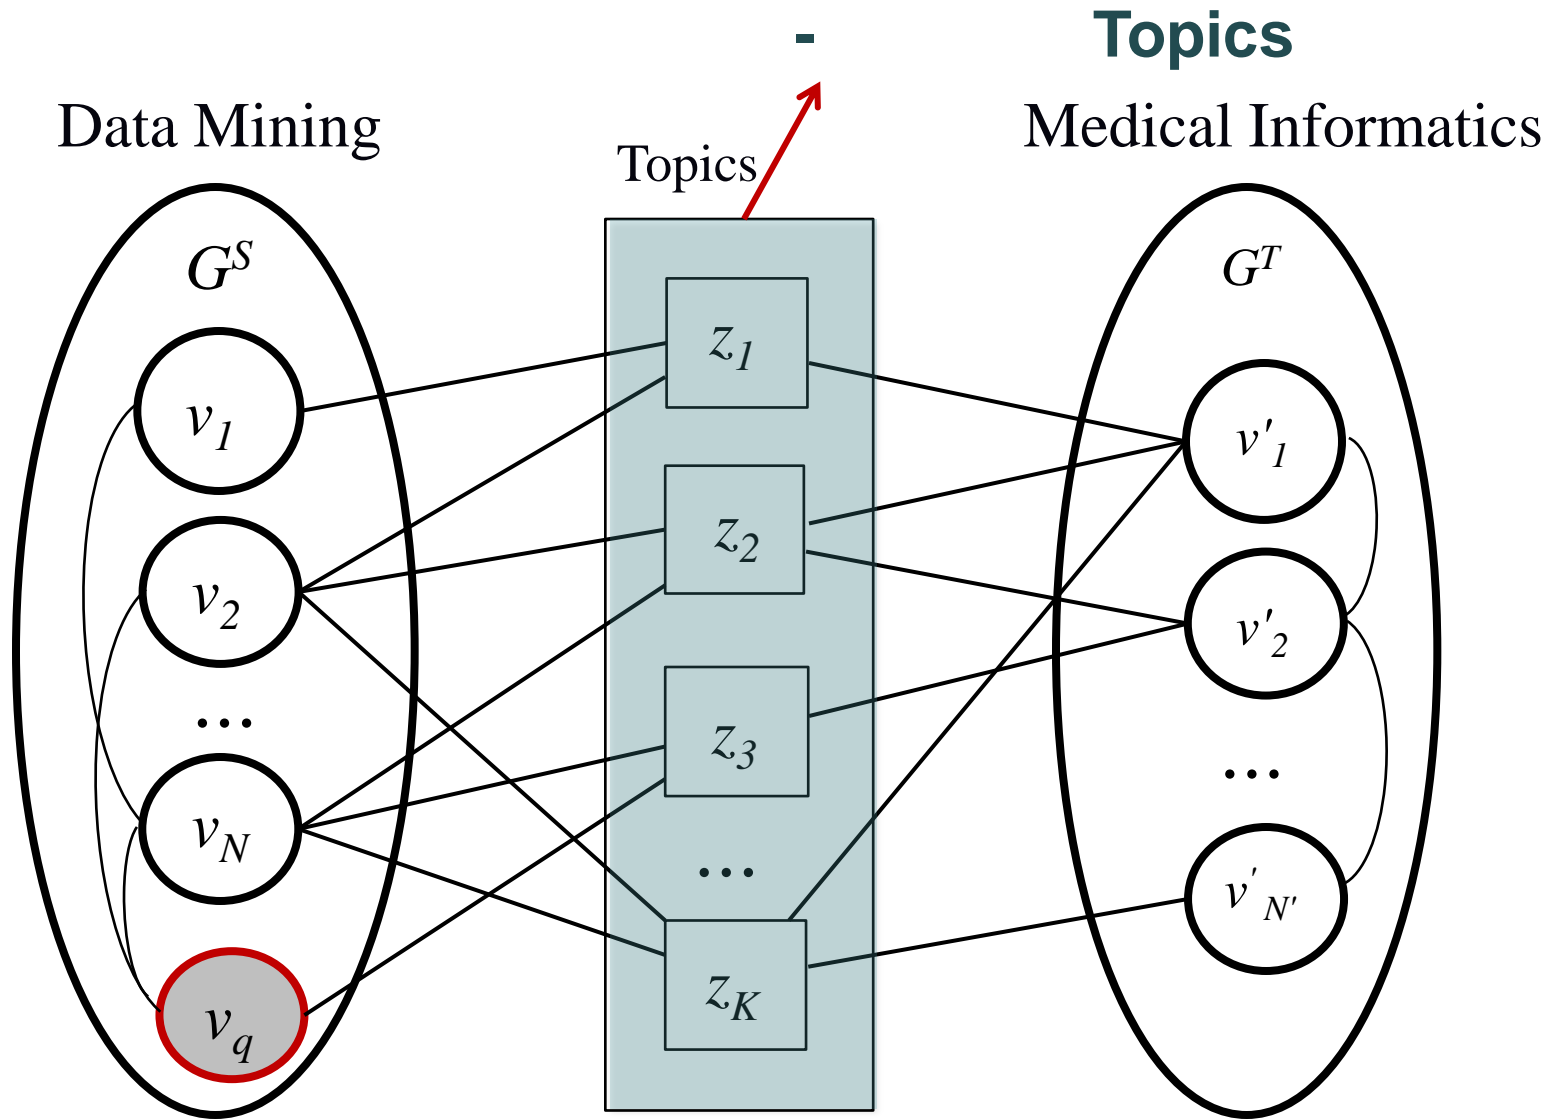 - Topics
Data Mining
Medical Informatics
Topics
G^S
G^T
z_1
v_1
v'_1
z_2
v_2
v'_2
...
z_3
...
v_N
...
v'_N'
z_K
v_q